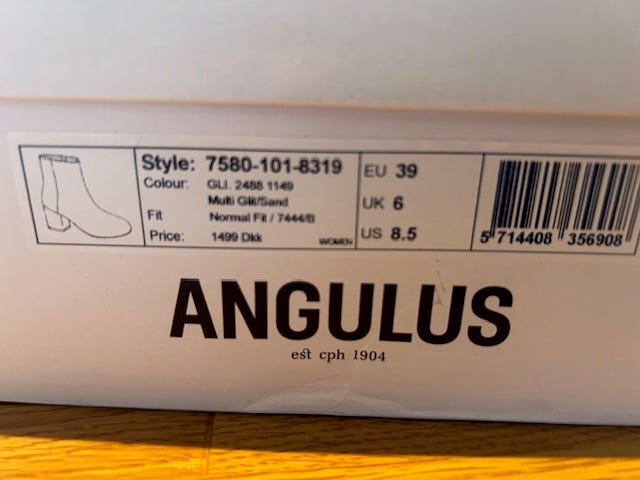 Style: 7580-101-8319
Colour: GLI. 2488 1149
Multi Glit/Sand
Fit Normal Fit / 7444/B
Price: 1499 Dkk WOMEN
EU 39
UK 6
US 8.5
5 714408 356908
ANGULUS
est cph 1904